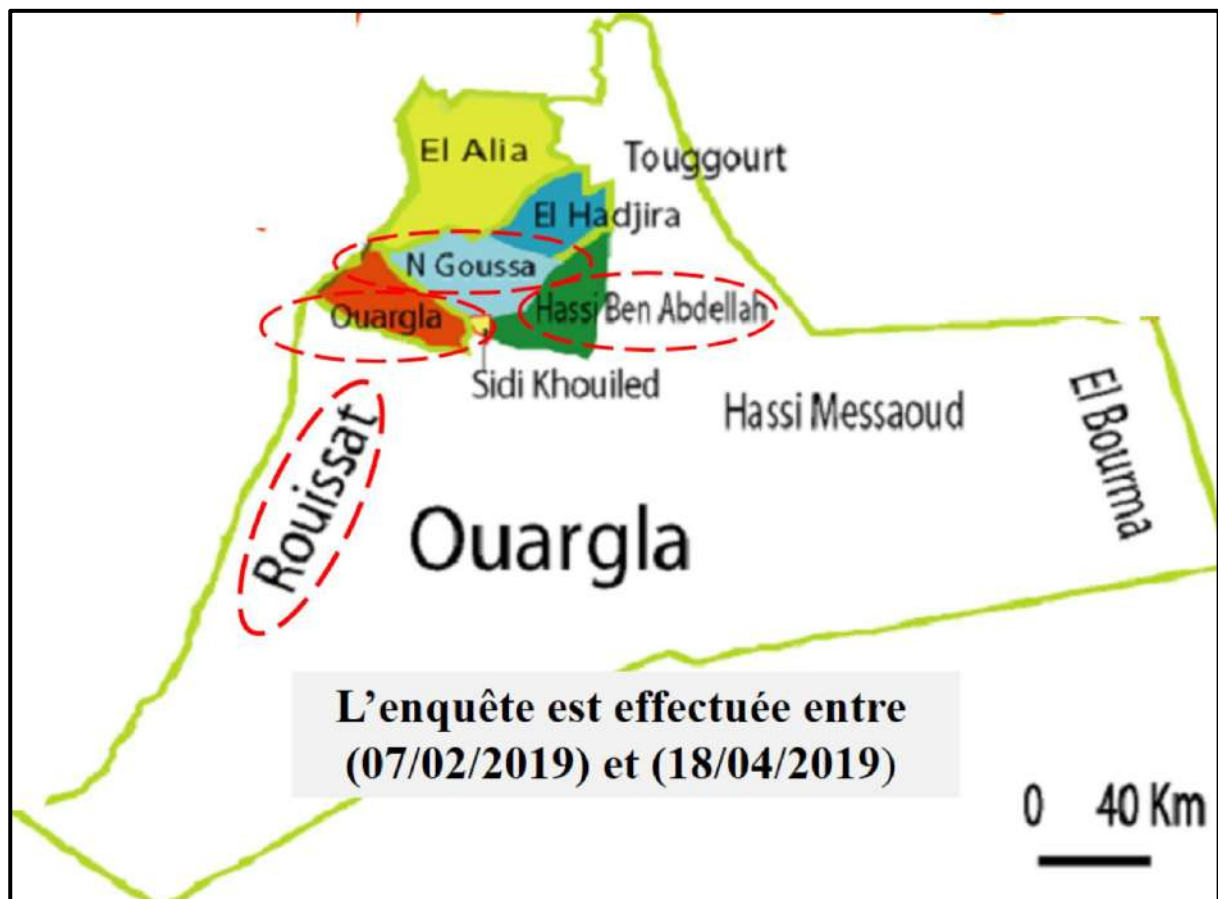 El Alia
Touggourt
El Hadjira
N Goussa
Ouargla
Hassi Ben Abdellah
Sidi Khouiled
Hassi Messaoud
El Bourma
Rouissat
Ouargla
L'enquête est effectuée entre
(07/02/2019) et (18/04/2019)
0 40 Km